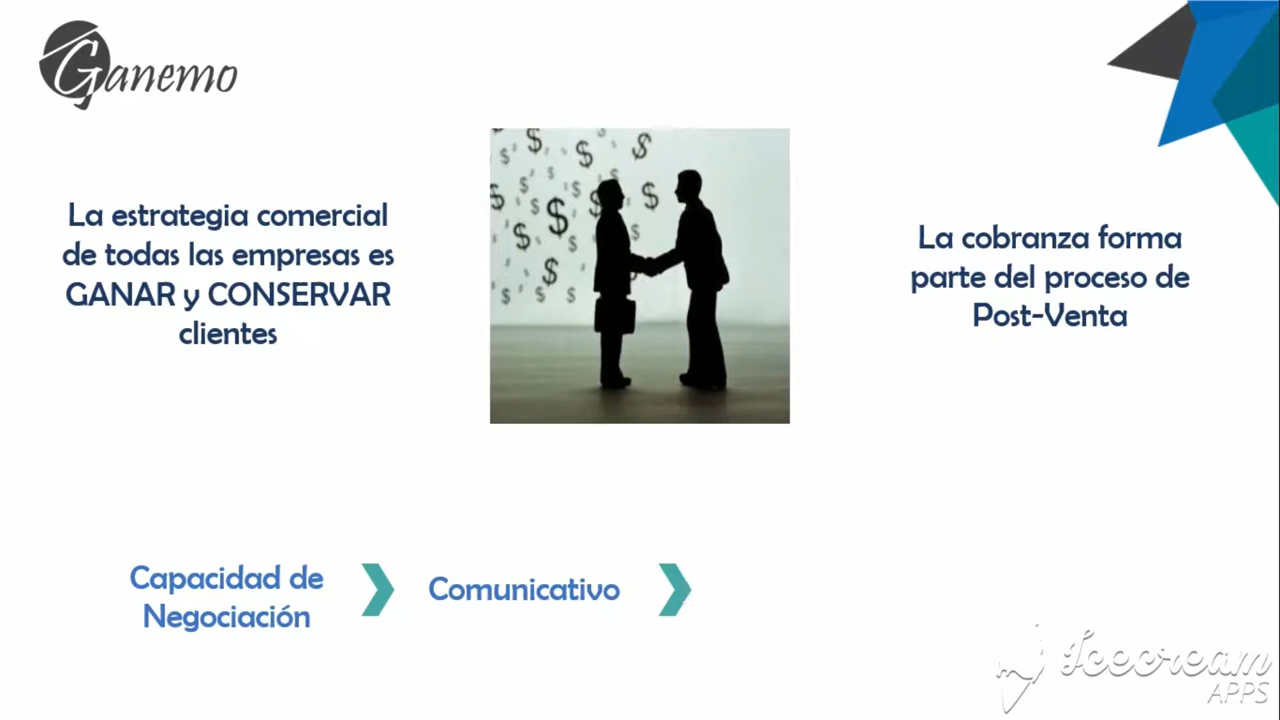 Ganemo
La estrategia comercial
de todas las empresas es
GANAR y CONSERVAR
clientes
La cobranza forma
parte del proceso de
Post-Venta
Capacidad de
Negociación
Comunicativo
Icecream
APPS